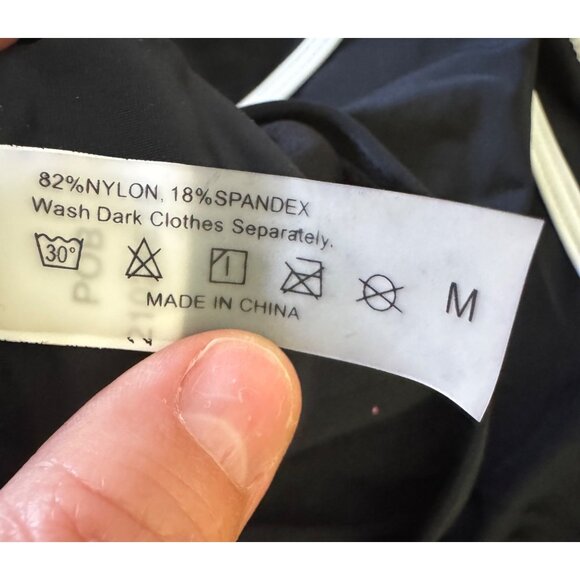 82%NYLON, 18%SPANDEX
Wash Dark Clothes Separately.
30°
M
MADE IN CHINA